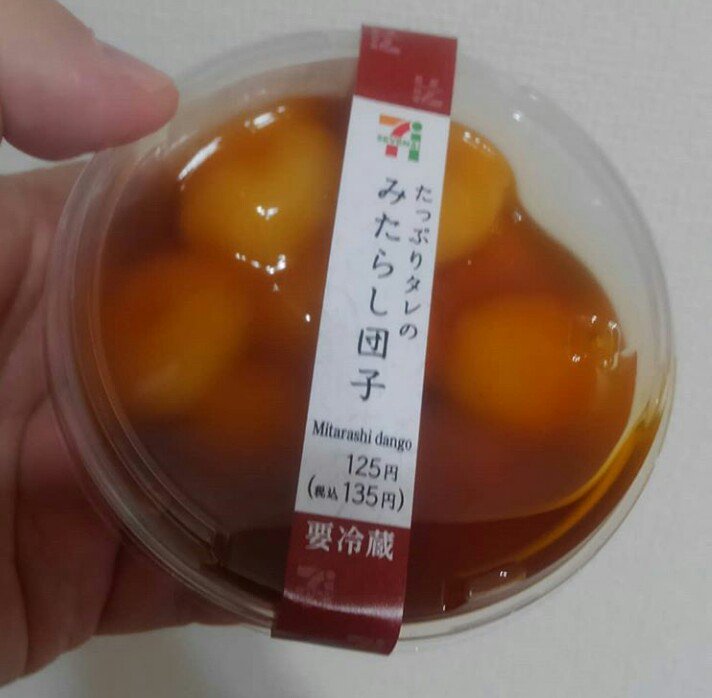 SEVEN
たっぷりタレの
みたらし団子
Mitarashi dango
125円
(税込135円)
要冷蔵